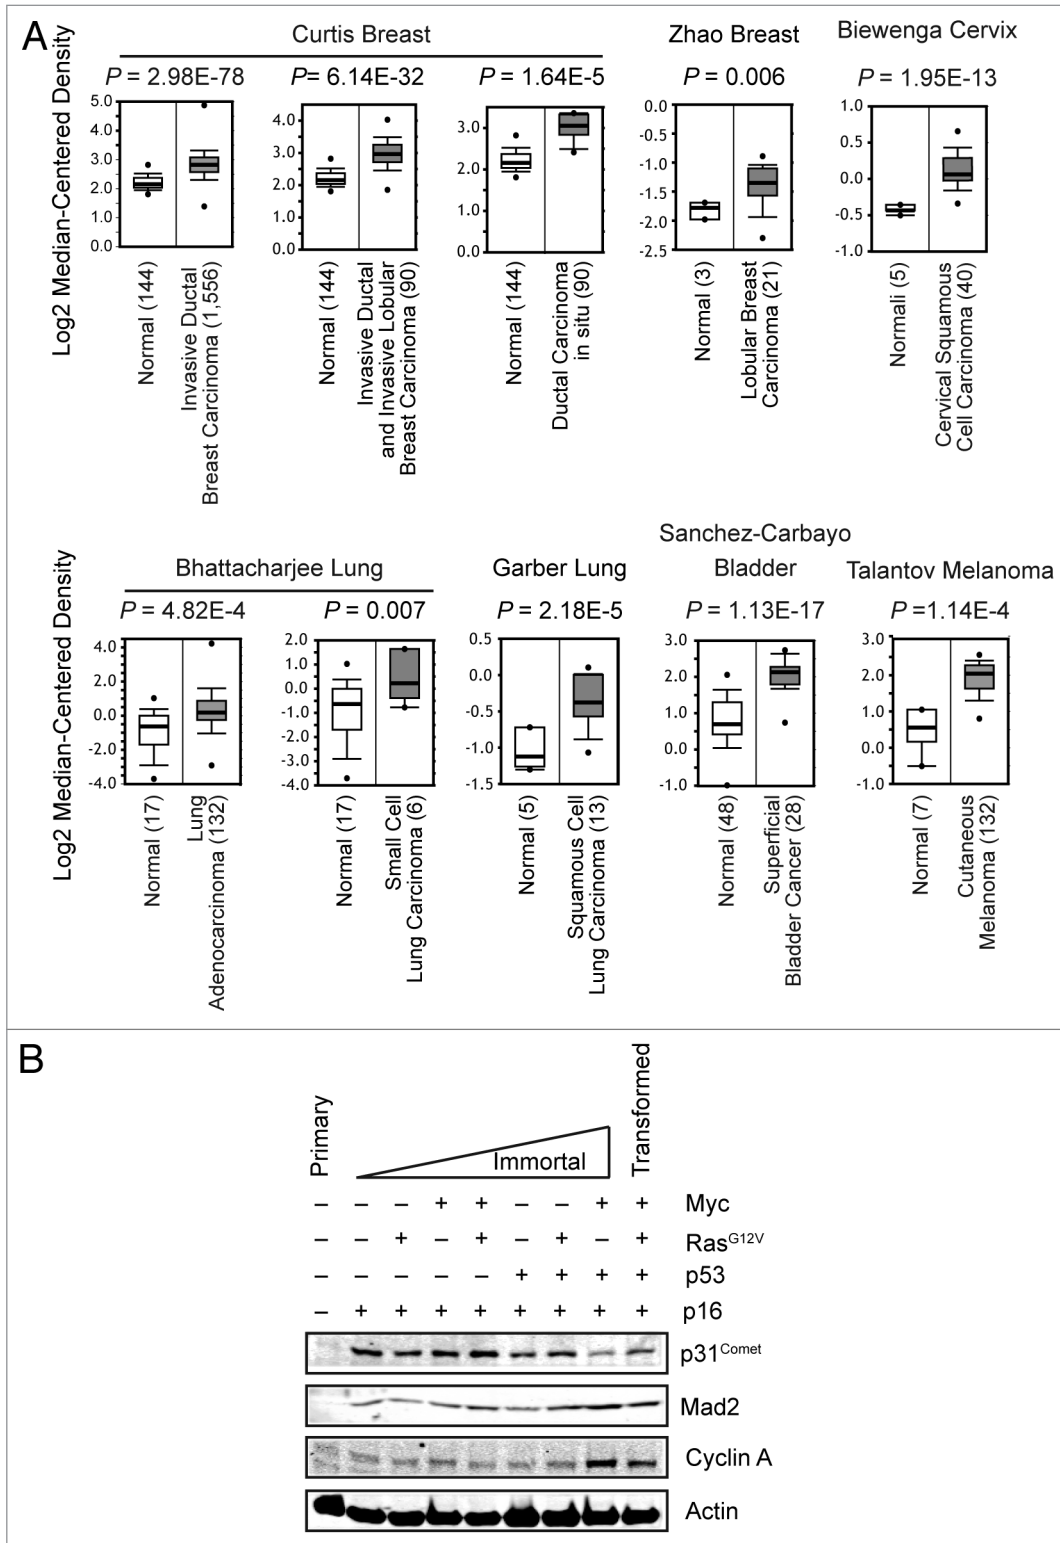 A
Curtis Breast
Zhao Breast
Biewenga Cervix
P = 2.98E-78
P= 6.14E-32
P = 1.64E-5
P = 0.006
P = 1.95E-13
Log2 Median-Centered Density
5.0
4.0
3.0
2.0
1.0
0.0
4.0
3.0
2.0
1.0
0.0
3.0
2.0
1.0
0.0
0.0
-0.5
-1.0
-1.5
-2.0
-2.5
1.0
0.5
0.0
-0.5
-1.0
Normal (144)
Invasive Ductal
Breast Carcinoma (1,556)
Normal (144)
Invasive Ductal
and Invasive Lobular
Breast Carcinoma (90)
Normal (144)
Ductal Carcinoma
in situ (90)
Normal (3)
Lobular Breast
Carcinoma (21)
Normali (5)
Cervical Squamous
Cell Carcinoma (40)
Bhattacharjee Lung
Garber Lung
Sanchez-Carbayo
Bladder
Talantov Melanoma
P = 4.82E-4
P = 0.007
P = 2.18E-5
P = 1.13E-17
P =1.14E-4
Log2 Median-Centered Density
4.0
2.0
0.0
-2.0
-4.0
2.0
1.0
0.0
-1.0
-2.0
-3.0
-4.0
0.5
0.0
-0.5
-1.0
-1.5
3.0
2.0
1.0
0.0
-1.0
3.0
2.0
1.0
0.0
-1.0
Normal (17)
Lung
Adenocarcinoma (132)
Normal (17)
Small Cell
Lung Carcinoma (6)
Normal (5)
Squamous Cell
Lung Carcinoma (13)
Normal (48)
Superficial
Bladder Cancer (28)
Normal (7)
Cutaneous
Melanoma (132)
B
Primary
Immortal
Transformed
– – – + + – – + + Myc
– – + – + – + – + RasG12V
– – – – – + + + + p53
– + + + + + + + + p16
p31Comet
Mad2
Cyclin A
Actin